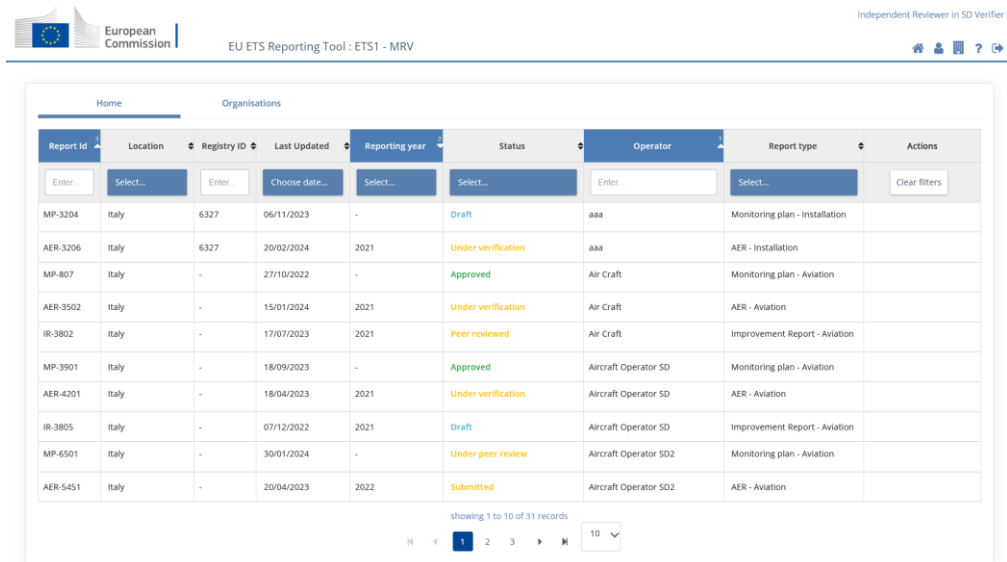 Independent Reviewer in SD Verifier
European
Commission
EU ETS Reporting Tool : ETS1 - MRV
?
Home Organisations
Report Id 3 Location Registry ID Last Updated Reporting year 2 Status Operator 1 Report type Actions
Enter... Select... Enter... Choose date... Select... Select... Enter... Select... Clear filters
MP-3204 Italy 6327 06/11/2023 - Draft aaa Monitoring plan - Installation
AER-3206 Italy 6327 20/02/2024 2021 Under verification aaa AER - Installation
MP-807 Italy - 27/10/2022 - Approved Air Craft Monitoring plan - Aviation
AER-3502 Italy - 15/01/2024 2021 Under verification Air Craft AER - Aviation
IR-3802 Italy - 17/07/2023 2021 Peer reviewed Air Craft Improvement Report - Aviation
MP-3901 Italy - 18/09/2023 - Approved Aircraft Operator SD Monitoring plan - Aviation
AER-4201 Italy - 18/04/2023 2021 Under verification Aircraft Operator SD AER - Aviation
IR-3805 Italy - 07/12/2022 2021 Draft Aircraft Operator SD Improvement Report - Aviation
MP-6501 Italy - 30/01/2024 - Under peer review Aircraft Operator SD2 Monitoring plan - Aviation
AER-5451 Italy - 20/04/2023 2022 Submitted Aircraft Operator SD2 AER - Aviation
showing 1 to 10 of 31 records
1 2 3 10